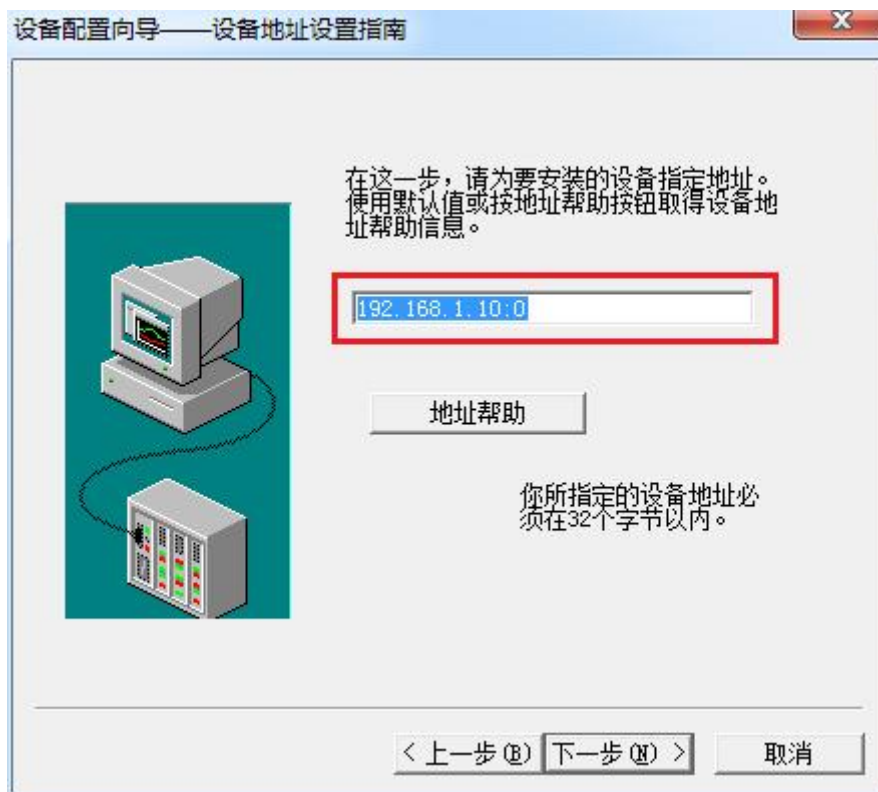 设备配置向导——设备地址设置指南
在这一步，请为要安装的设备指定地址。
使用默认值或按地址帮助按钮取得设备地
址帮助信息。
192.168.1.10:0
地址帮助
你所指定的设备地址必
须在32个字节以内。
< 上一步(B) 下一步(N) > 取消